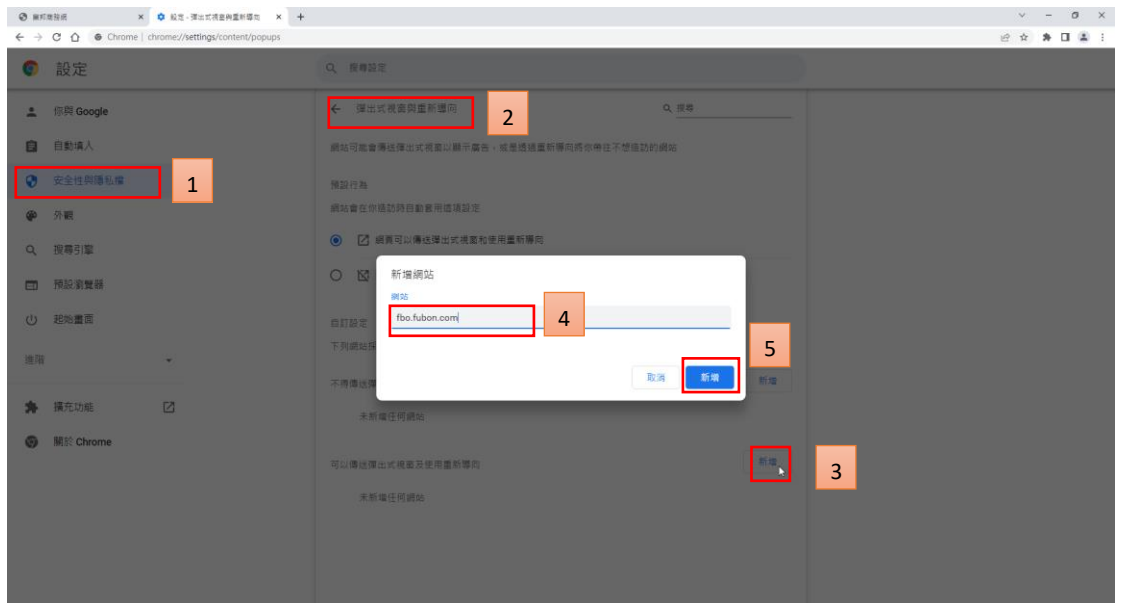 設定 - 彈出式視窗與重新導向
Chrome | chrome://settings/content/popups
設定
搜尋設定
你與 Google
自動填入
安全性與隱私權
外觀
搜尋引擎
預設瀏覽器
起始畫面
進階
擴充功能
關於 Chrome
1
彈出式視窗與重新導向
2
搜尋
網站可能會傳送彈出式視窗以顯示廣告，或是透過重新導向將你帶往不想造訪的網站
預設行為
網站會在你造訪時自動套用這項設定
網頁可以傳送彈出式視窗和使用重新導向
新增網站
網站
fbo.fubon.com
4
取消
新增
5
自訂設定
下列網站採
不得傳送彈
新增
未新增任何網站
可以傳送彈出式視窗及使用重新導向
新增
3
未新增任何網站